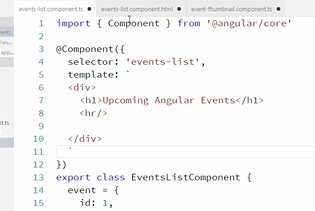 events-list.component.ts events-list.component.html event-thumbnail.component.ts
1 import { Component } from '@angular/core'
2
3 @Component({
4 selector: 'events-list',
5 template: `
6 <div>
7 <h1>Upcoming Angular Events</h1>
8 <hr/>
9
10 </div>
11 `
12 })
13 export class EventsListComponent {
14 event = {
15 id: 1,